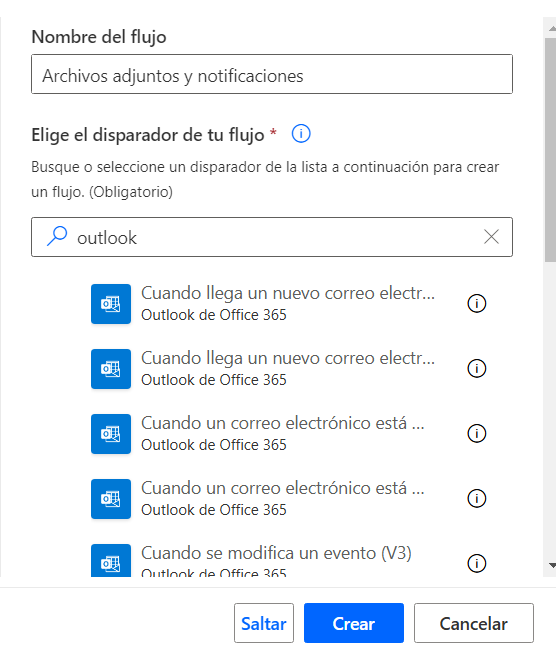 Nombre del flujo
Archivos adjuntos y notificaciones
Elige el disparador de tu flujo *
Busque o seleccione un disparador de la lista a continuación para crear
un flujo. (Obligatorio)
outlook
Cuando llega un nuevo correo electr...
Outlook de Office 365
Cuando llega un nuevo correo electr...
Outlook de Office 365
Cuando un correo electrónico está ...
Outlook de Office 365
Cuando un correo electrónico está ...
Outlook de Office 365
Cuando se modifica un evento (V3)
Outlook de Office 365
Saltar
Crear
Cancelar